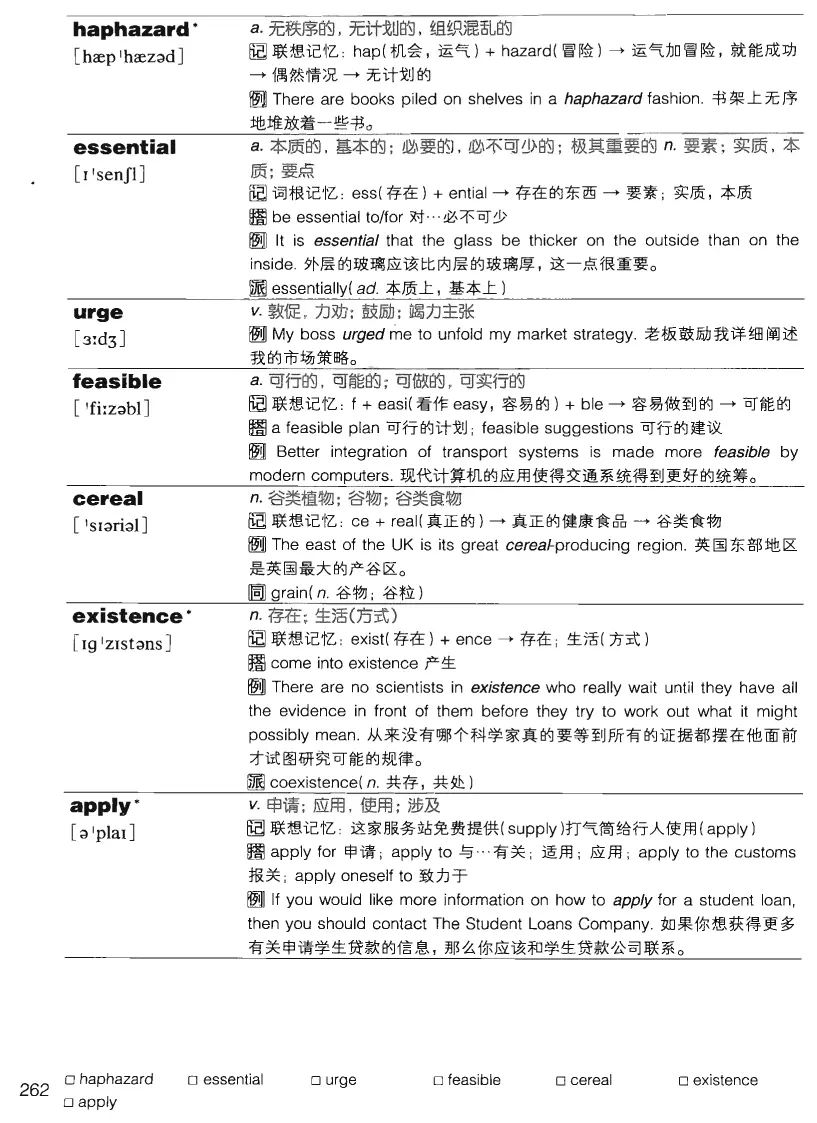 haphazard* a. 无秩序的，无计划的，组织混乱的
[hæpˈhæzəd] 记 联想记忆：hap(机会，运气) + hazard(冒险) → 运气加冒险，就能成功
→ 偶然情况 → 无计划的
例 There are books piled on shelves in a haphazard fashion. 书架上无序
地堆放着一些书。
essential a. 本质的，基本的；必要的，必不可少的；极其重要的 n. 要素；实质，本
[ɪˈsenʃl] 质；要点
记 词根记忆：ess(存在) + ential → 存在的东西 → 要素；实质，本质
搭 be essential to/for 对…必不可少
例 It is essential that the glass be thicker on the outside than on the
inside. 外层的玻璃应该比内层的玻璃厚，这一点很重要。
派 essentially(ad. 本质上，基本上)
urge v. 敦促，力劝；鼓励；竭力主张
[ɜːdʒ] 例 My boss urged me to unfold my market strategy. 老板鼓励我详细阐述
我的市场策略。
feasible a. 可行的，可能的；可做的，可实行的
[ˈfiːzəbl] 记 联想记忆：f + easi(看作 easy，容易的) + ble → 容易做到的 → 可能的
搭 a feasible plan 可行的计划；feasible suggestions 可行的建议
例 Better integration of transport systems is made more feasible by
modern computers. 现代计算机的应用使得交通系统得到更好的统筹。
cereal n. 谷类植物；谷物；谷类食物
[ˈsɪəriəl] 记 联想记忆：ce + real(真正的) → 真正的健康食品 → 谷类食物
例 The east of the UK is its great cereal-producing region. 英国东部地区
是英国最大的产谷区。
同 grain(n. 谷物；谷粒)
existence* n. 存在；生活(方式)
[ɪɡˈzɪstəns] 记 联想记忆：exist(存在) + ence → 存在；生活(方式)
搭 come into existence 产生
例 There are no scientists in existence who really wait until they have all
the evidence in front of them before they try to work out what it might
possibly mean. 从来没有哪个科学家真的要等到所有的证据都摆在他面前
才试图研究可能的规律。
派 coexistence(n. 共存，共处)
apply* v. 申请；应用，使用；涉及
[əˈplaɪ] 记 联想记忆：这家服务站免费提供(supply)打气筒给行人使用(apply)
搭 apply for 申请；apply to 与…有关；适用；应用；apply to the customs
报关；apply oneself to 致力于
例 If you would like more information on how to apply for a student loan,
then you should contact The Student Loans Company. 如果你想获得更多
有关申请学生贷款的信息，那么你应该和学生贷款公司联系。
262 □ haphazard □ essential □ urge □ feasible □ cereal □ existence
□ apply